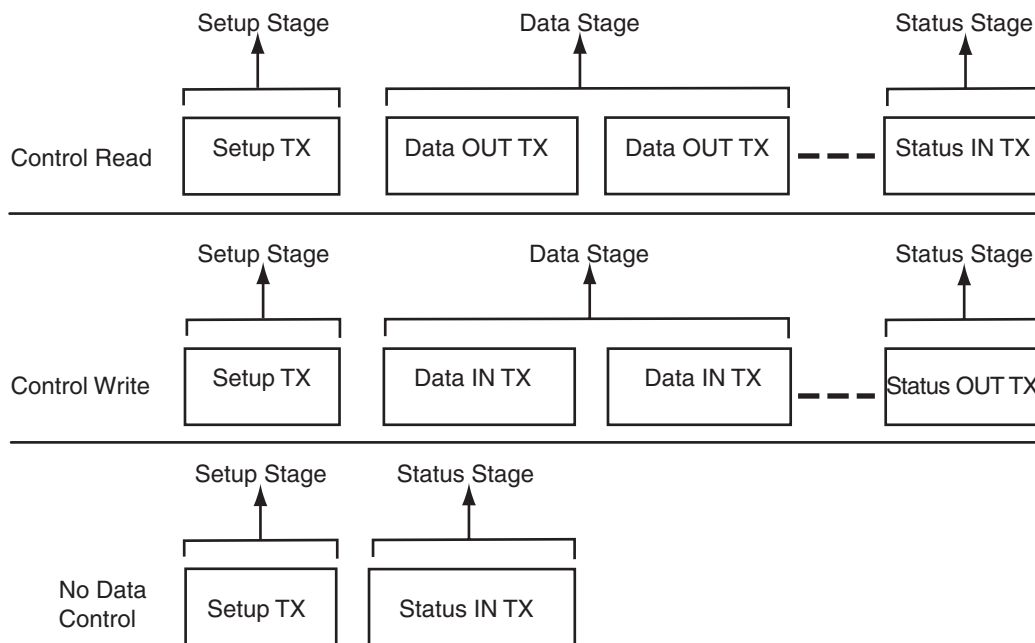 Setup Stage Data Stage Status Stage
Control Read Setup TX Data OUT TX Data OUT TX Status IN TX
Setup Stage Data Stage Status Stage
Control Write Setup TX Data IN TX Data IN TX Status OUT TX
Setup Stage Status Stage
No Data
Control Setup TX Status IN TX